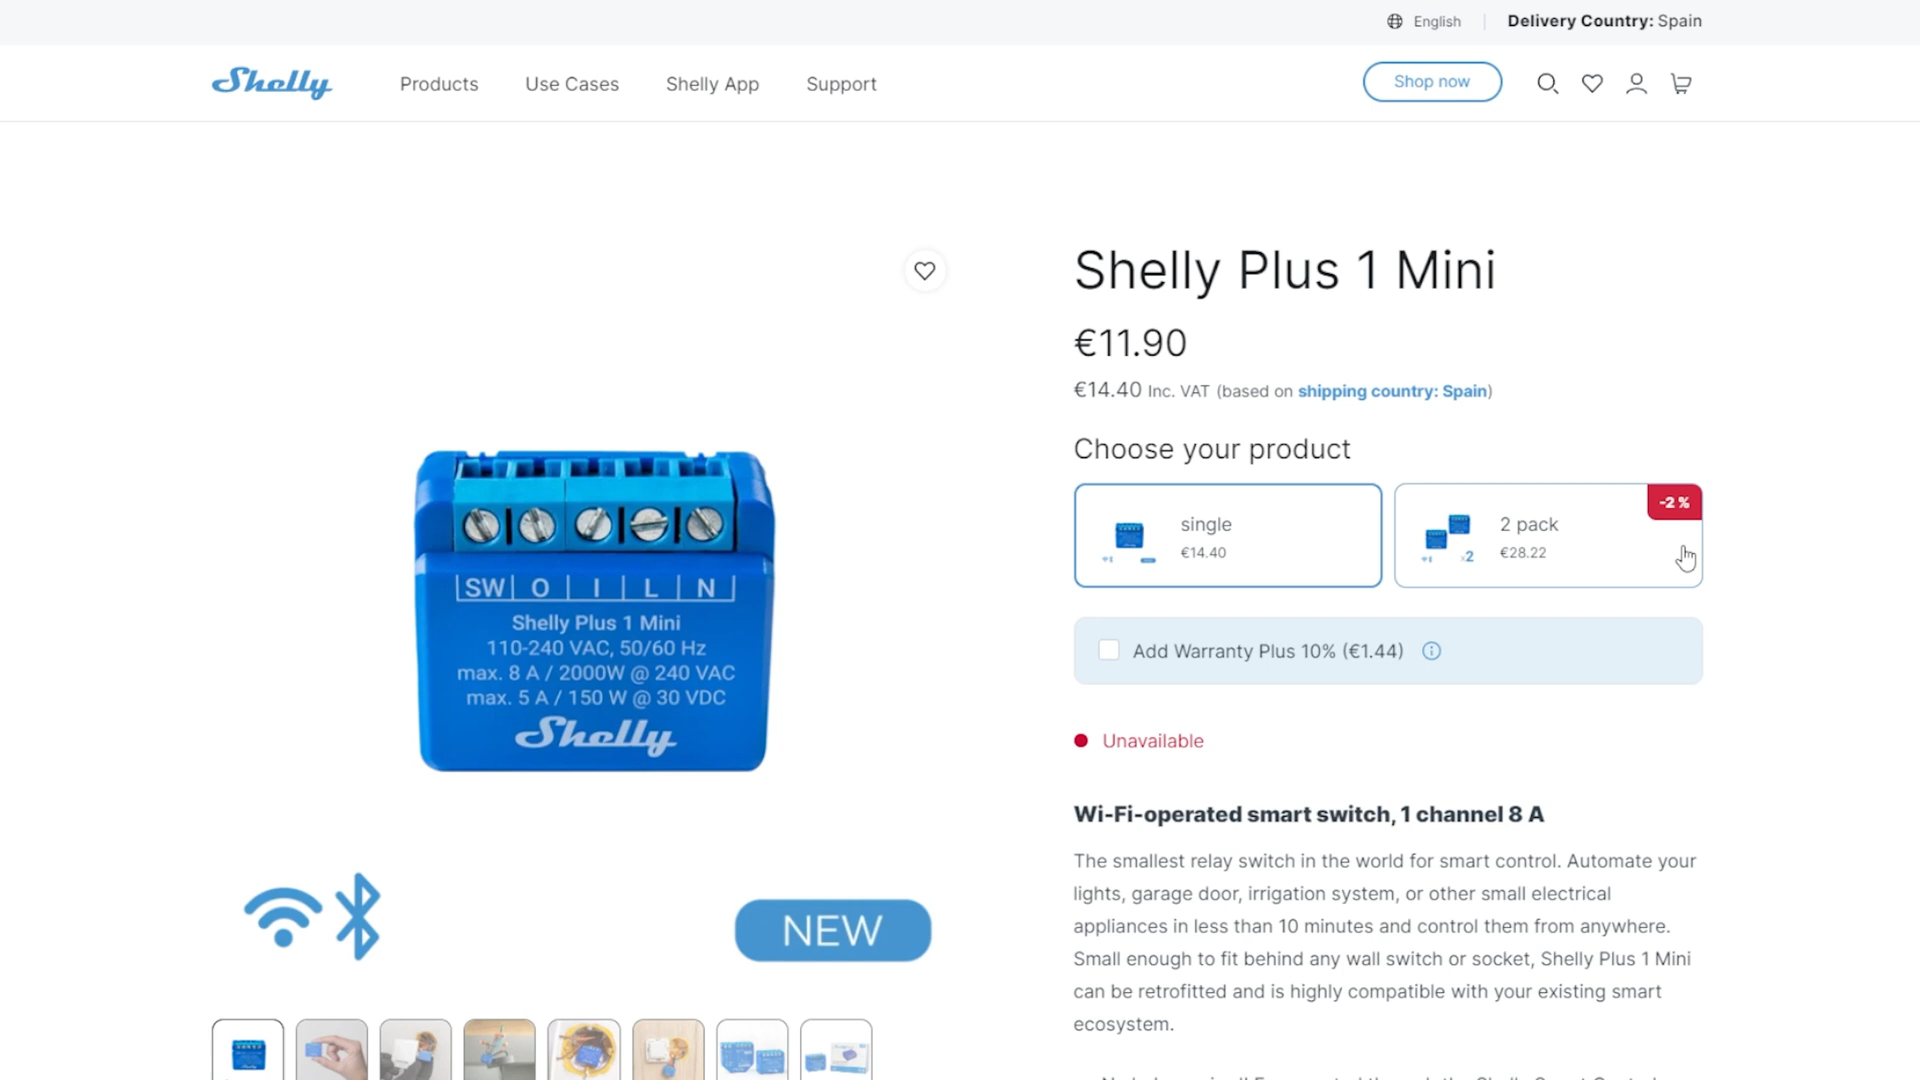 English
Delivery Country: Spain
Shelly
Products
Use Cases
Shelly App
Support
Shop now
Shelly Plus 1 Mini
€11.90
€14.40 Inc. VAT (based on shipping country: Spain)
Choose your product
single
€14.40
x2
2 pack
€28.22
-2 %
Add Warranty Plus 10% (€1.44)
Unavailable
Wi-Fi-operated smart switch, 1 channel 8 A
The smallest relay switch in the world for smart control. Automate your
lights, garage door, irrigation system, or other small electrical
appliances in less than 10 minutes and control them from anywhere.
Small enough to fit behind any wall switch or socket, Shelly Plus 1 Mini
can be retrofitted and is highly compatible with your existing smart
ecosystem.
SW O I L N
Shelly Plus 1 Mini
110-240 VAC, 50/60 Hz
max. 8 A / 2000W @ 240 VAC
max. 5 A / 150 W @ 30 VDC
Shelly
NEW